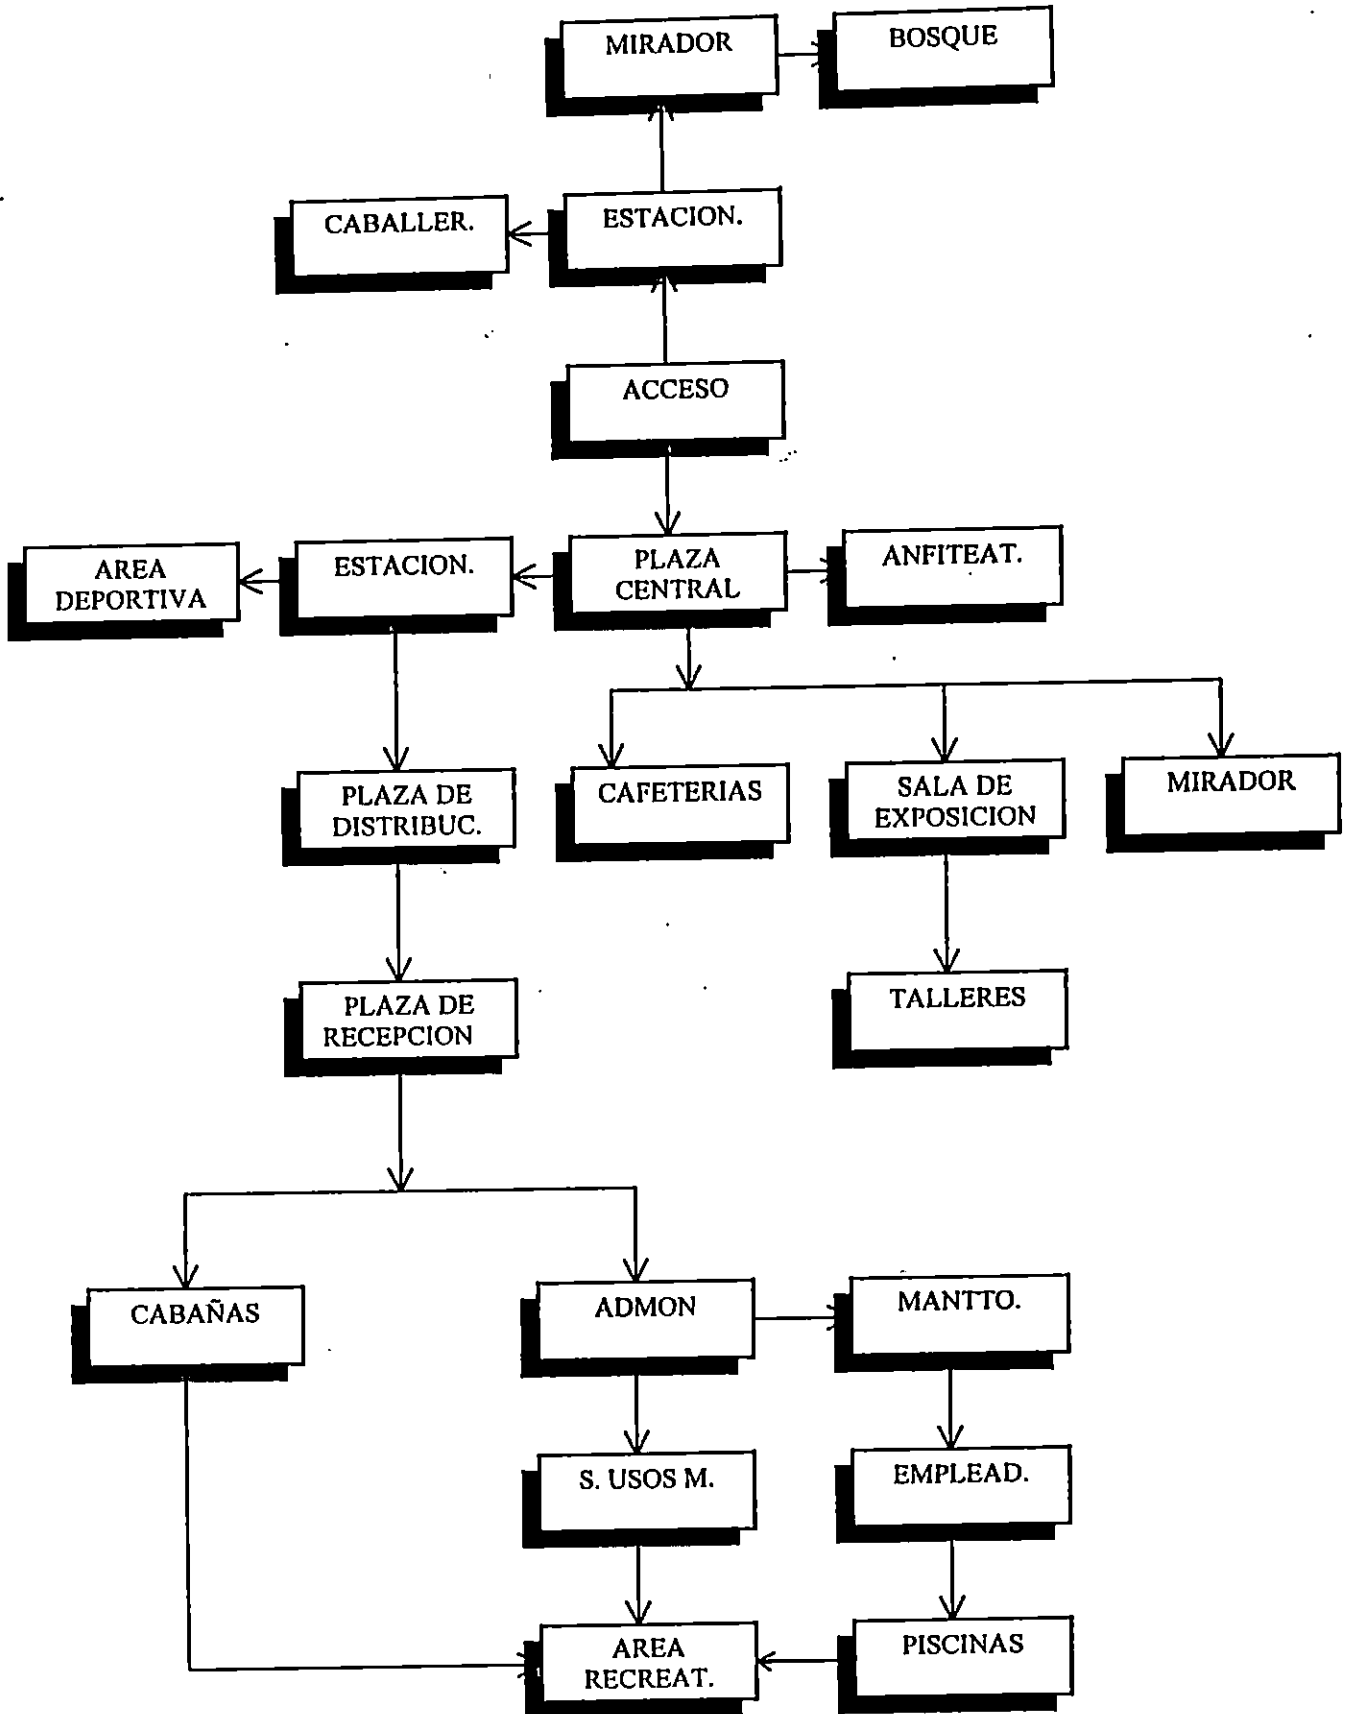 MIRADOR
BOSQUE
CABALLER.
ESTACION.
ACCESO
AREA
DEPORTIVA
ESTACION.
PLAZA
CENTRAL
ANFITEAT.
PLAZA DE
DISTRIBUC.
CAFETERIAS
SALA DE
EXPOSICION
MIRADOR
PLAZA DE
RECEPCION
TALLERES
CABAÑAS
ADMON
MANTTO.
S. USOS M.
EMPLEAD.
AREA
RECREAT.
PISCINAS